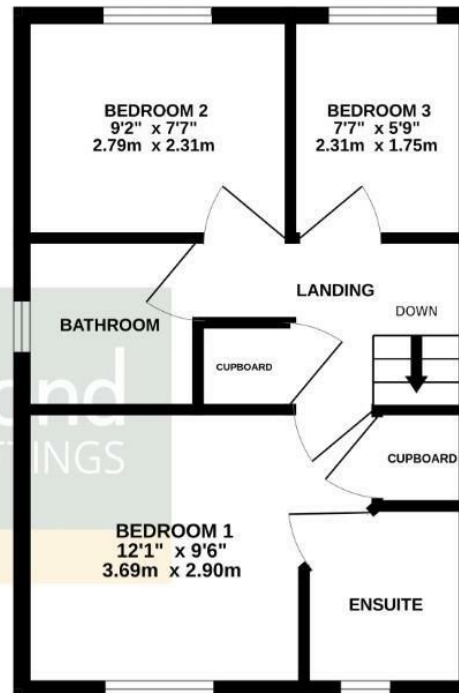 BEDROOM 2
9'2" x 7'7"
2.79m x 2.31m
BEDROOM 3
7'7" x 5'9"
2.31m x 1.75m
LANDING
DOWN
BATHROOM
CUPBOARD
CUPBOARD
BEDROOM 1
12'1" x 9'6"
3.69m x 2.90m
ENSUITE